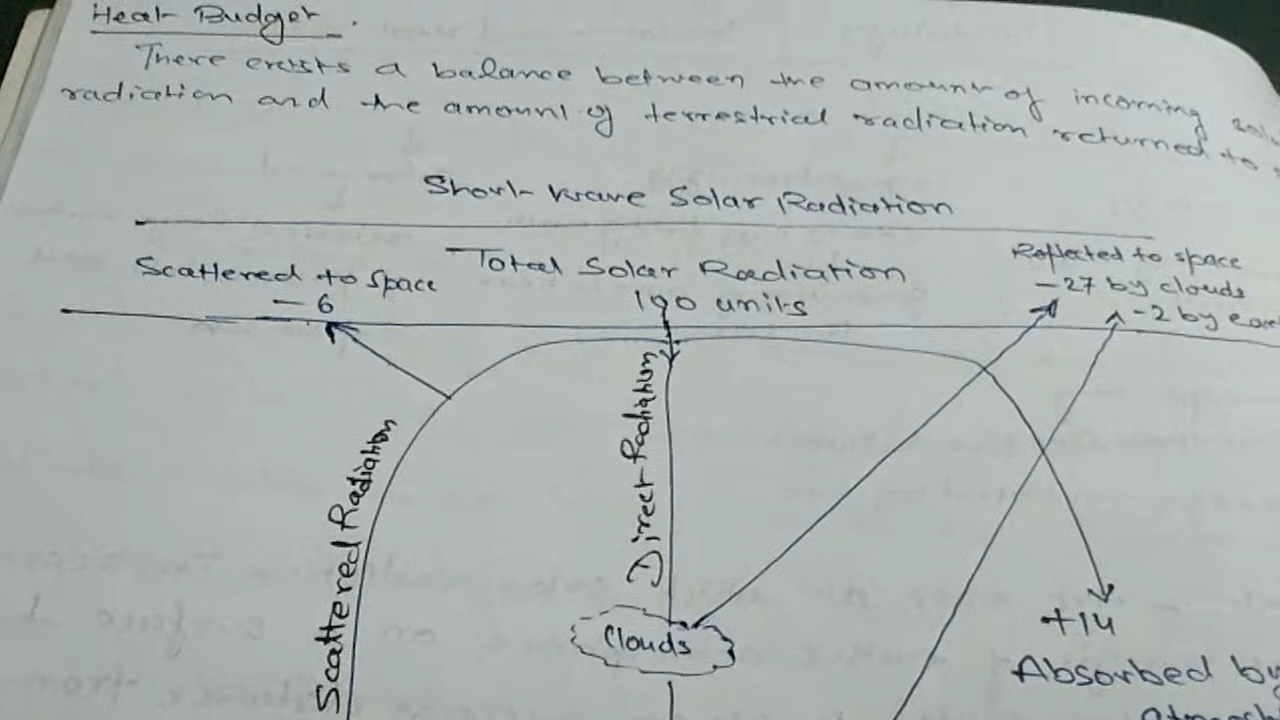 Heat Budget.
There exists a balance between the amount of incoming
radiation and the amount of terrestrial radiation returned to
Short Wave Solar Radiation
Scattered to space
- 6
Total Solar Radiation
100 units
Reflected to space
-27 by clouds
-2 by
Scattered Radiation
Direct Radiation
Clouds
+14
Absorbed by